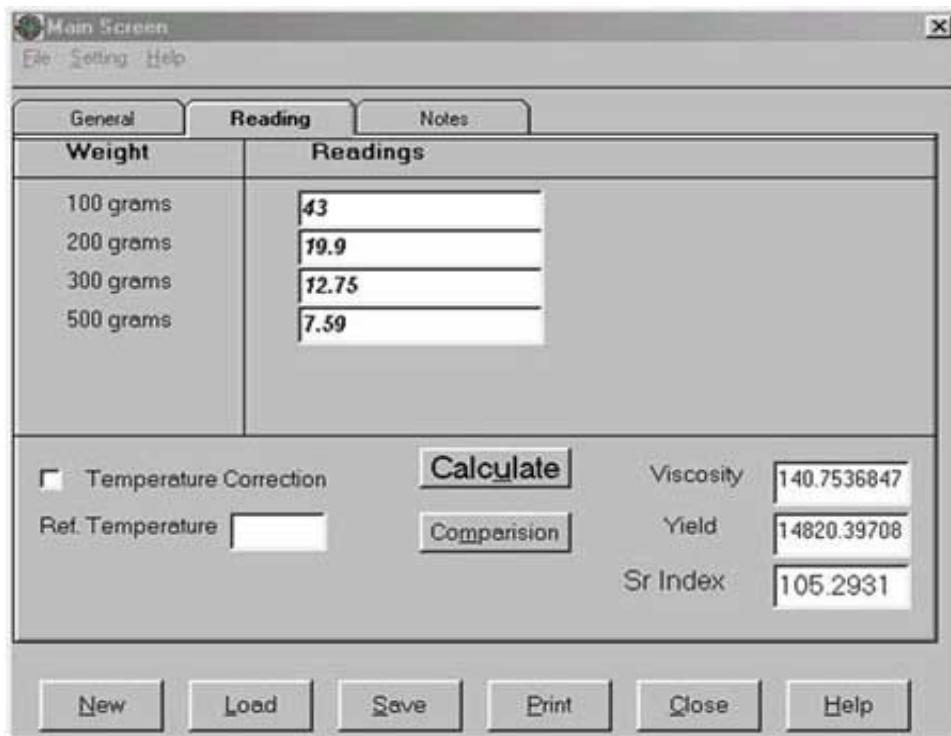 Main Screen
File Setting Help
General Reading Notes
Weight Readings
100 grams 43
200 grams 19.9
300 grams 12.75
500 grams 7.59
Temperature Correction Calculate Viscosity 140.7536847
Ref. Temperature Comparision Yield 14820.39708
Sr Index 105.2931
New Load Save Print Close Help